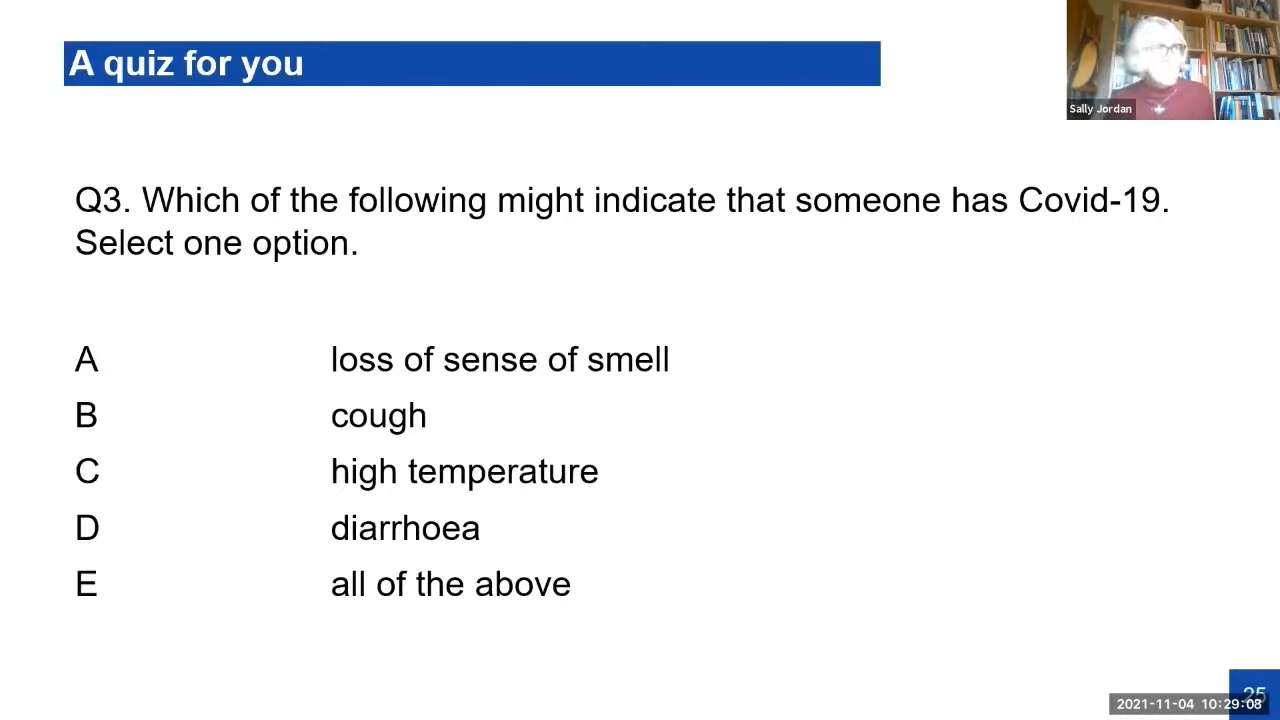 A quiz for you
Sally Jordan
Q3. Which of the following might indicate that someone has Covid-19.
Select one option.
A loss of sense of smell
B cough
C high temperature
D diarrhoea
E all of the above
25
2021-11-04 10:29:08